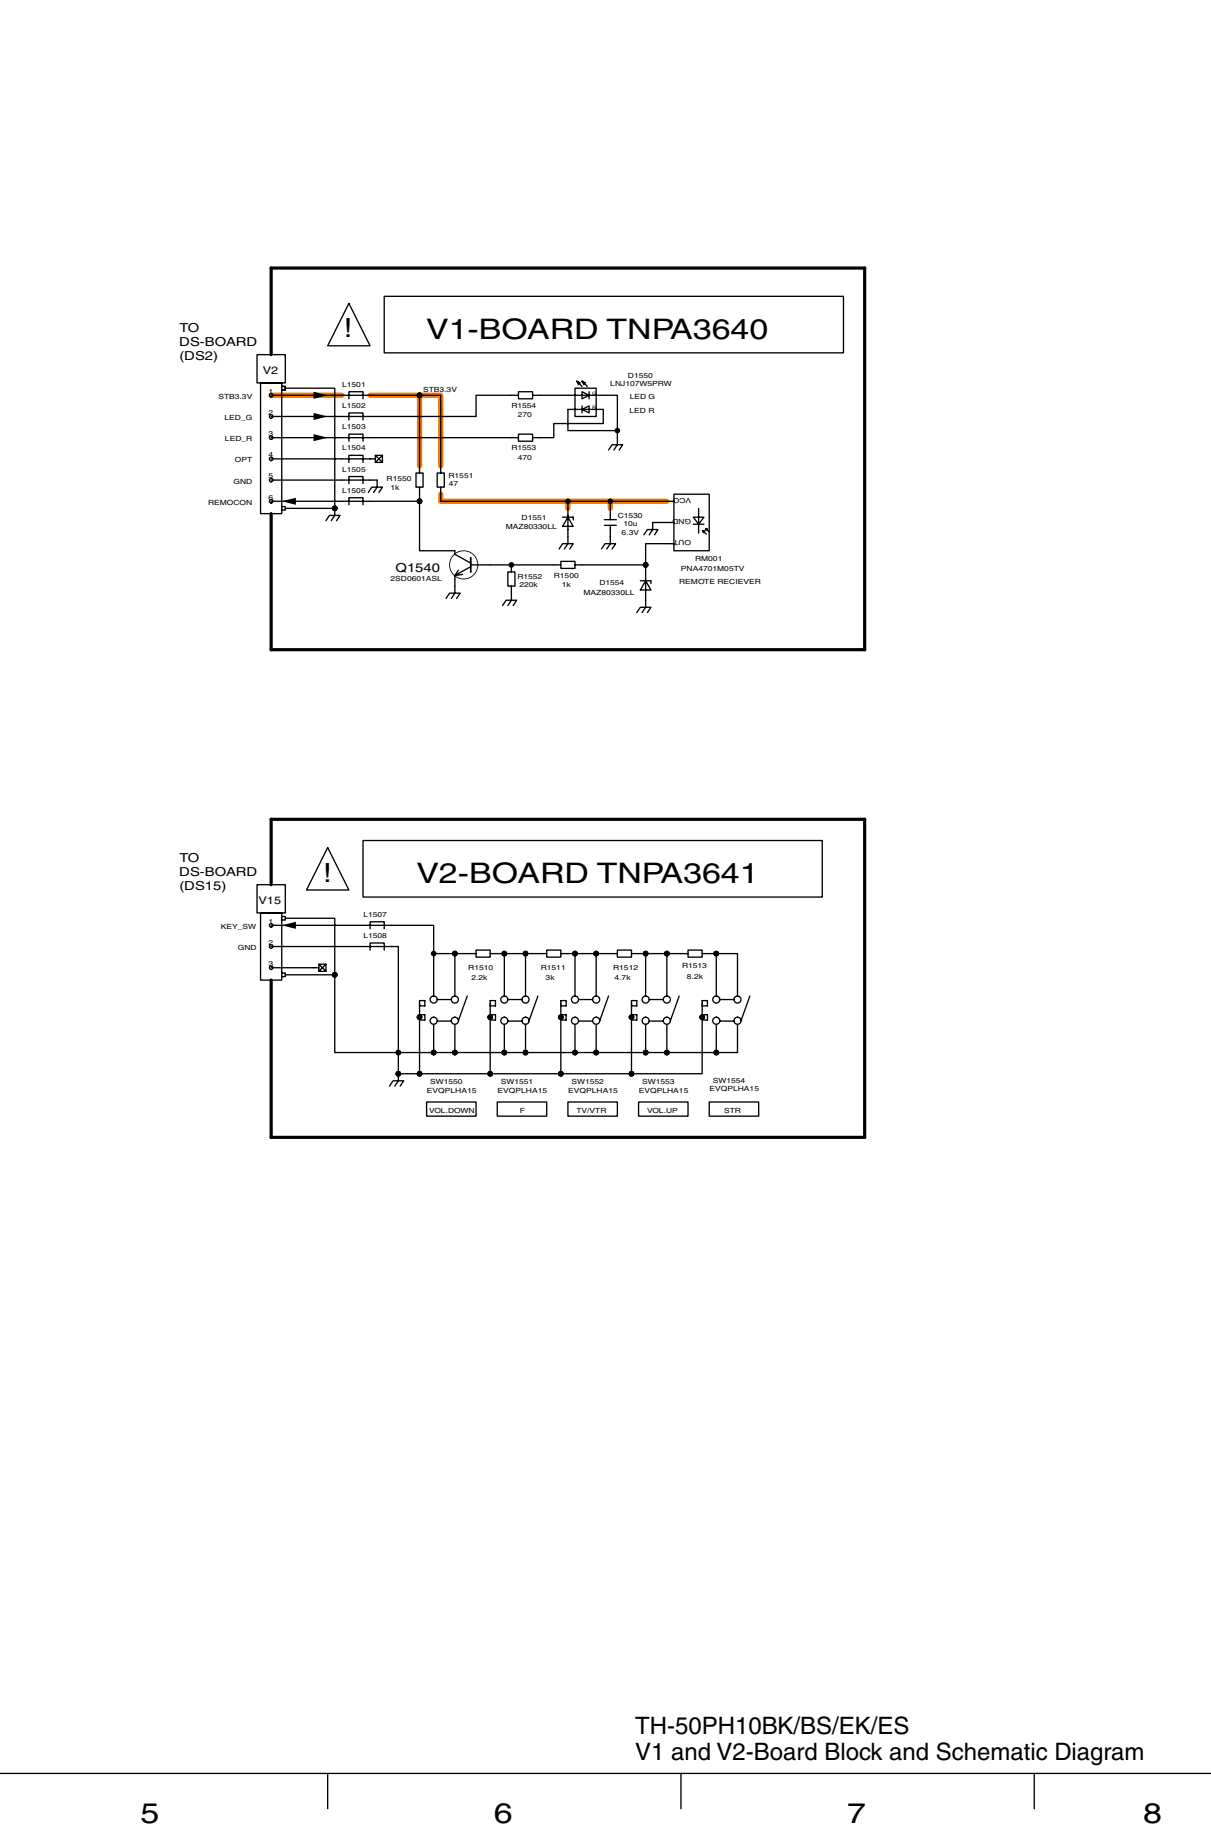 V1-BOARD TNPA3640
!
TO
DS-BOARD
(DS2)
V2
STB3.3V
LED_G
LED_R
OPT
GND
REMOCON
1
2
3
4
5
6
L1501
L1502
L1503
L1504
L1505
L1506
STB3.3V
R1554
270
R1553
470
D1550
LNJ107W5PRW
LED G
LED R
R1550
1k
R1551
47
D1551
MAZ80330LL
C1530
10u
6.3V
VCC
GND
OUT
RM001
PNA4701M05TV
REMOTE RECIEVER
Q1540
2SD0601ASL
R1552
220k
R1500
1k
D1554
MAZ80330LL
V2-BOARD TNPA3641
!
TO
DS-BOARD
(DS15)
V15
KEY_SW
GND
1
2
3
L1507
L1508
R1510
2.2k
R1511
3k
R1512
4.7k
R1513
8.2k
SW1550
EVQPLHA15
SW1551
EVQPLHA15
SW1552
EVQPLHA15
SW1553
EVQPLHA15
SW1554
EVQPLHA15
VOL.DOWN
F
TV/VTR
VOL.UP
STR
TH-50PH10BK/BS/EK/ES
V1 and V2-Board Block and Schematic Diagram
5 6 7 8